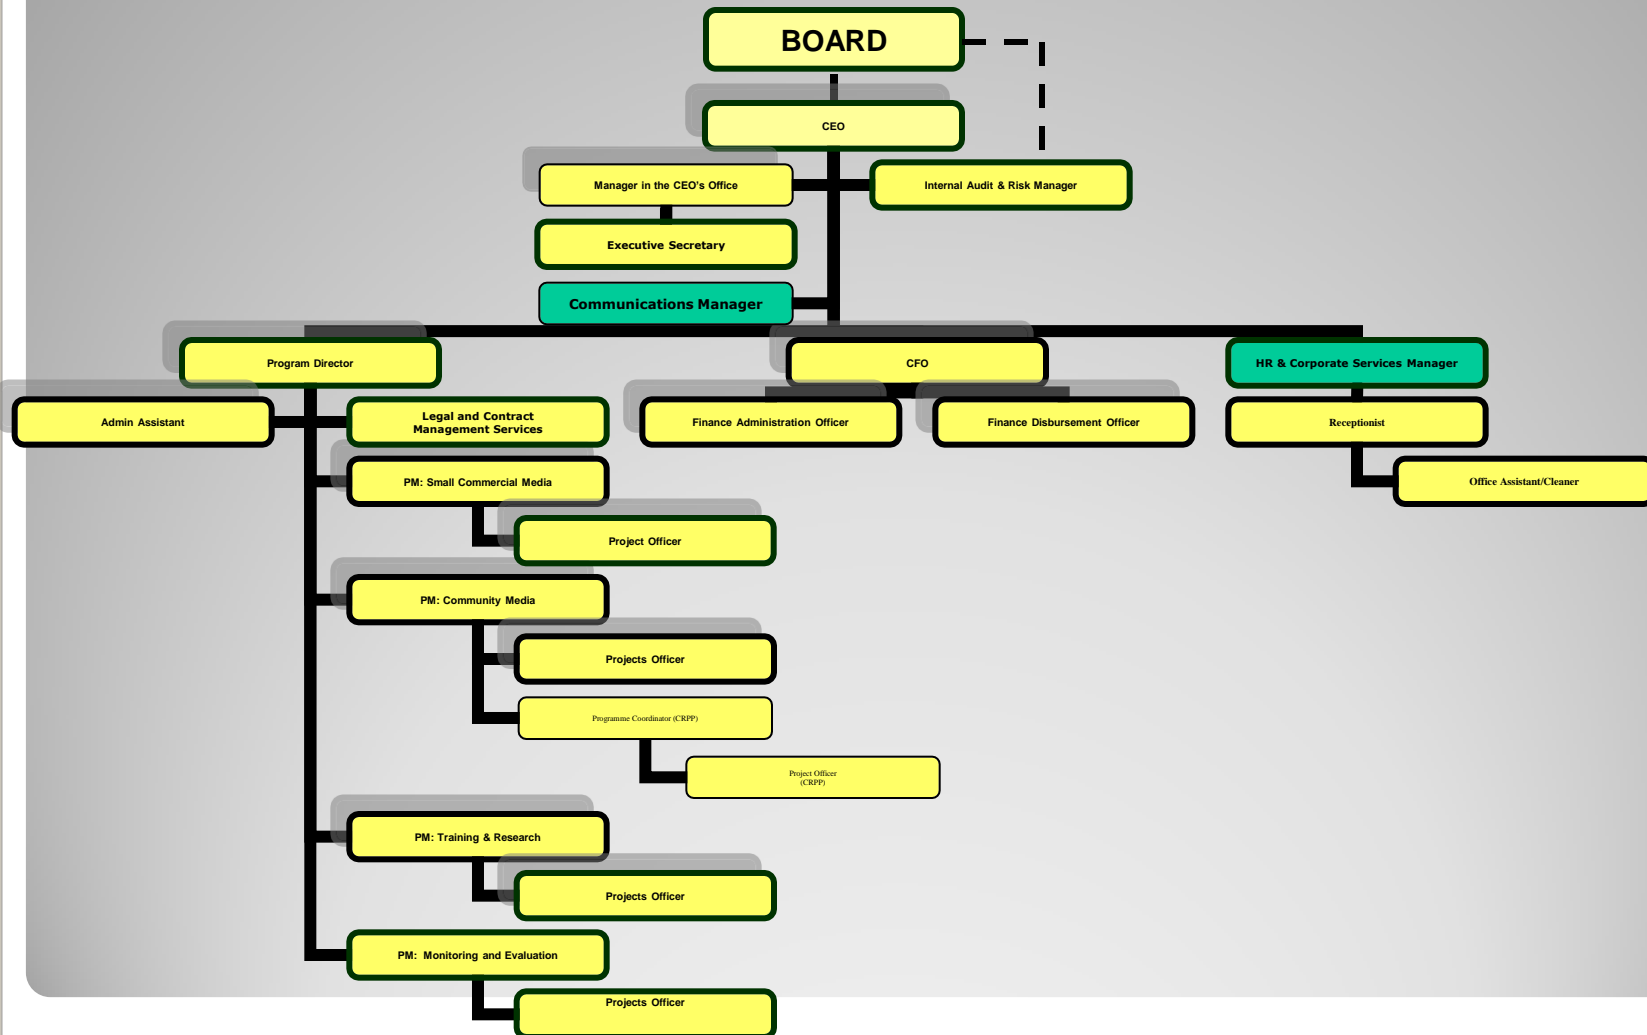 BOARD
CEO
Manager in the CEO's Office
Internal Audit & Risk Manager
Executive Secretary
Communications Manager
Program Director
CFO
HR & Corporate Services Manager
Admin Assistant
Legal and Contract
Management Services
Finance Administration Officer
Finance Disbursement Officer
Receptionist
PM: Small Commercial Media
Office Assistant/Cleaner
Project Officer
PM: Community Media
Projects Officer
Programme Coordinator (CRPP)
Project Officer
(CRPP)
PM: Training & Research
Projects Officer
PM: Monitoring and Evaluation
Projects Officer